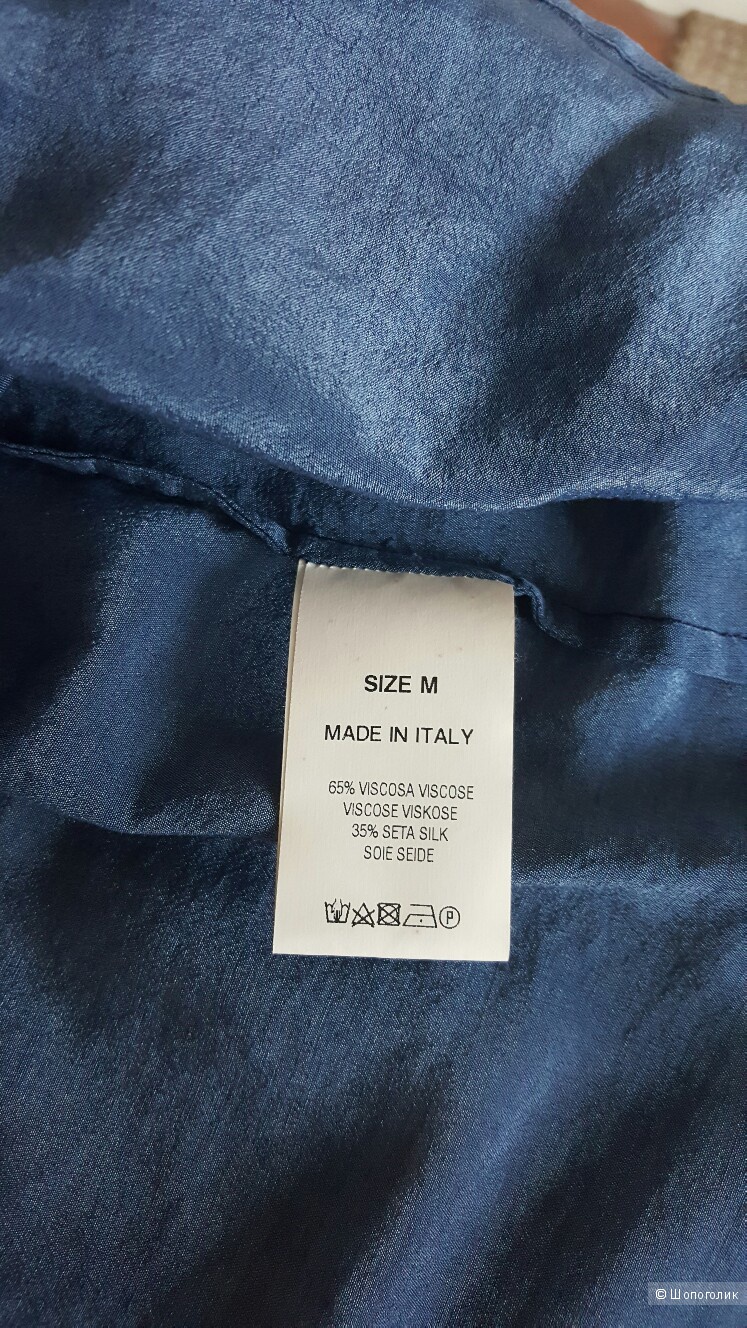 SIZE M
MADE IN ITALY
65% VISCOSA VISCOSE
VISCOSE VISKOSE
35% SETA SILK
SOIE SEIDE
P
© Шопоголик